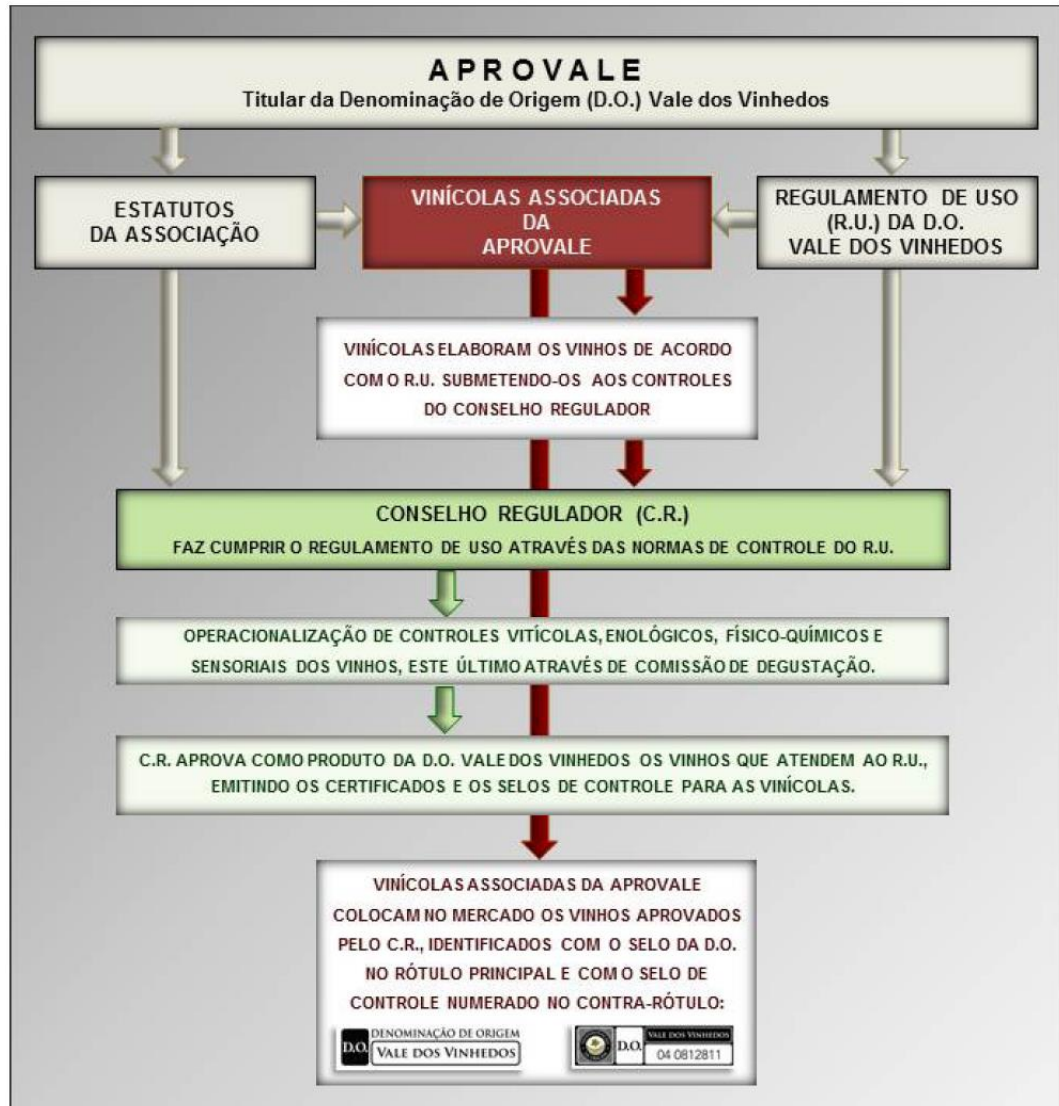 APROVALE
Titular da Denominação de Origem (D.O.) Vale dos Vinhedos
ESTATUTOS
DA ASSOCIAÇÃO
VINÍCOLAS ASSOCIADAS
DA
APROVALE
REGULAMENTO DE USO
(R.U.) DA D.O.
VALE DOS VINHEDOS
VINÍCOLAS ELABORAM OS VINHOS DE ACORDO
COM O R.U. SUBMETENDO-OS AOS CONTROLES
DO CONSELHO REGULADOR
CONSELHO REGULADOR (C.R.)
FAZ CUMPRIR O REGULAMENTO DE USO ATRAVÉS DAS NORMAS DE CONTROLE DO R.U.
OPERACIONALIZAÇÃO DE CONTROLES VITÍCOLAS, ENOLÓGICOS, FÍSICO-QUÍMICOS E
SENSORIAIS DOS VINHOS, ESTE ÚLTIMO ATRAVÉS DE COMISSÃO DE DEGUSTAÇÃO.
C.R. APROVA COMO PRODUTO DA D.O. VALE DOS VINHEDOS OS VINHOS QUE ATENDEM AO R.U.,
EMITINDO OS CERTIFICADOS E OS SELOS DE CONTROLE PARA AS VINÍCOLAS.
VINÍCOLAS ASSOCIADAS DA APROVALE
COLOCAM NO MERCADO OS VINHOS APROVADOS
PELO C.R., IDENTIFICADOS COM O SELO DA D.O.
NO RÓTULO PRINCIPAL E COM O SELO DE
CONTROLE NUMERADO NO CONTRA-RÓTULO:
D.O. DENOMINAÇÃO DE ORIGEM
VALE DOS VINHEDOS
D.O. VALE DOS VINHEDOS
04 0812811